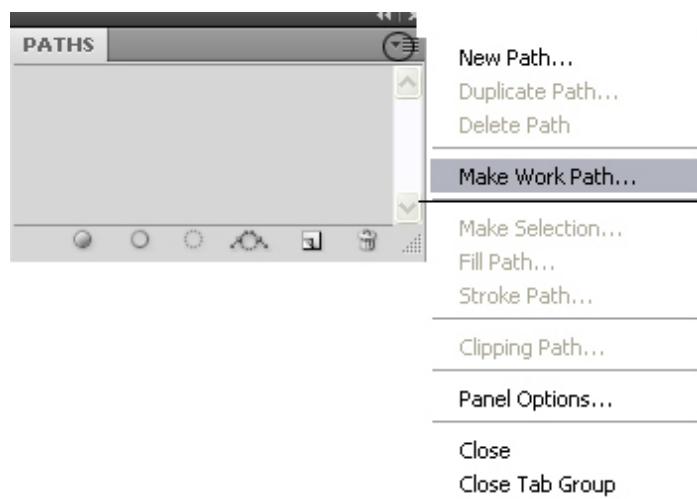 PATHS
New Path...
Duplicate Path...
Delete Path
Make Work Path...
Make Selection...
Fill Path...
Stroke Path...
Clipping Path...
Panel Options...
Close
Close Tab Group